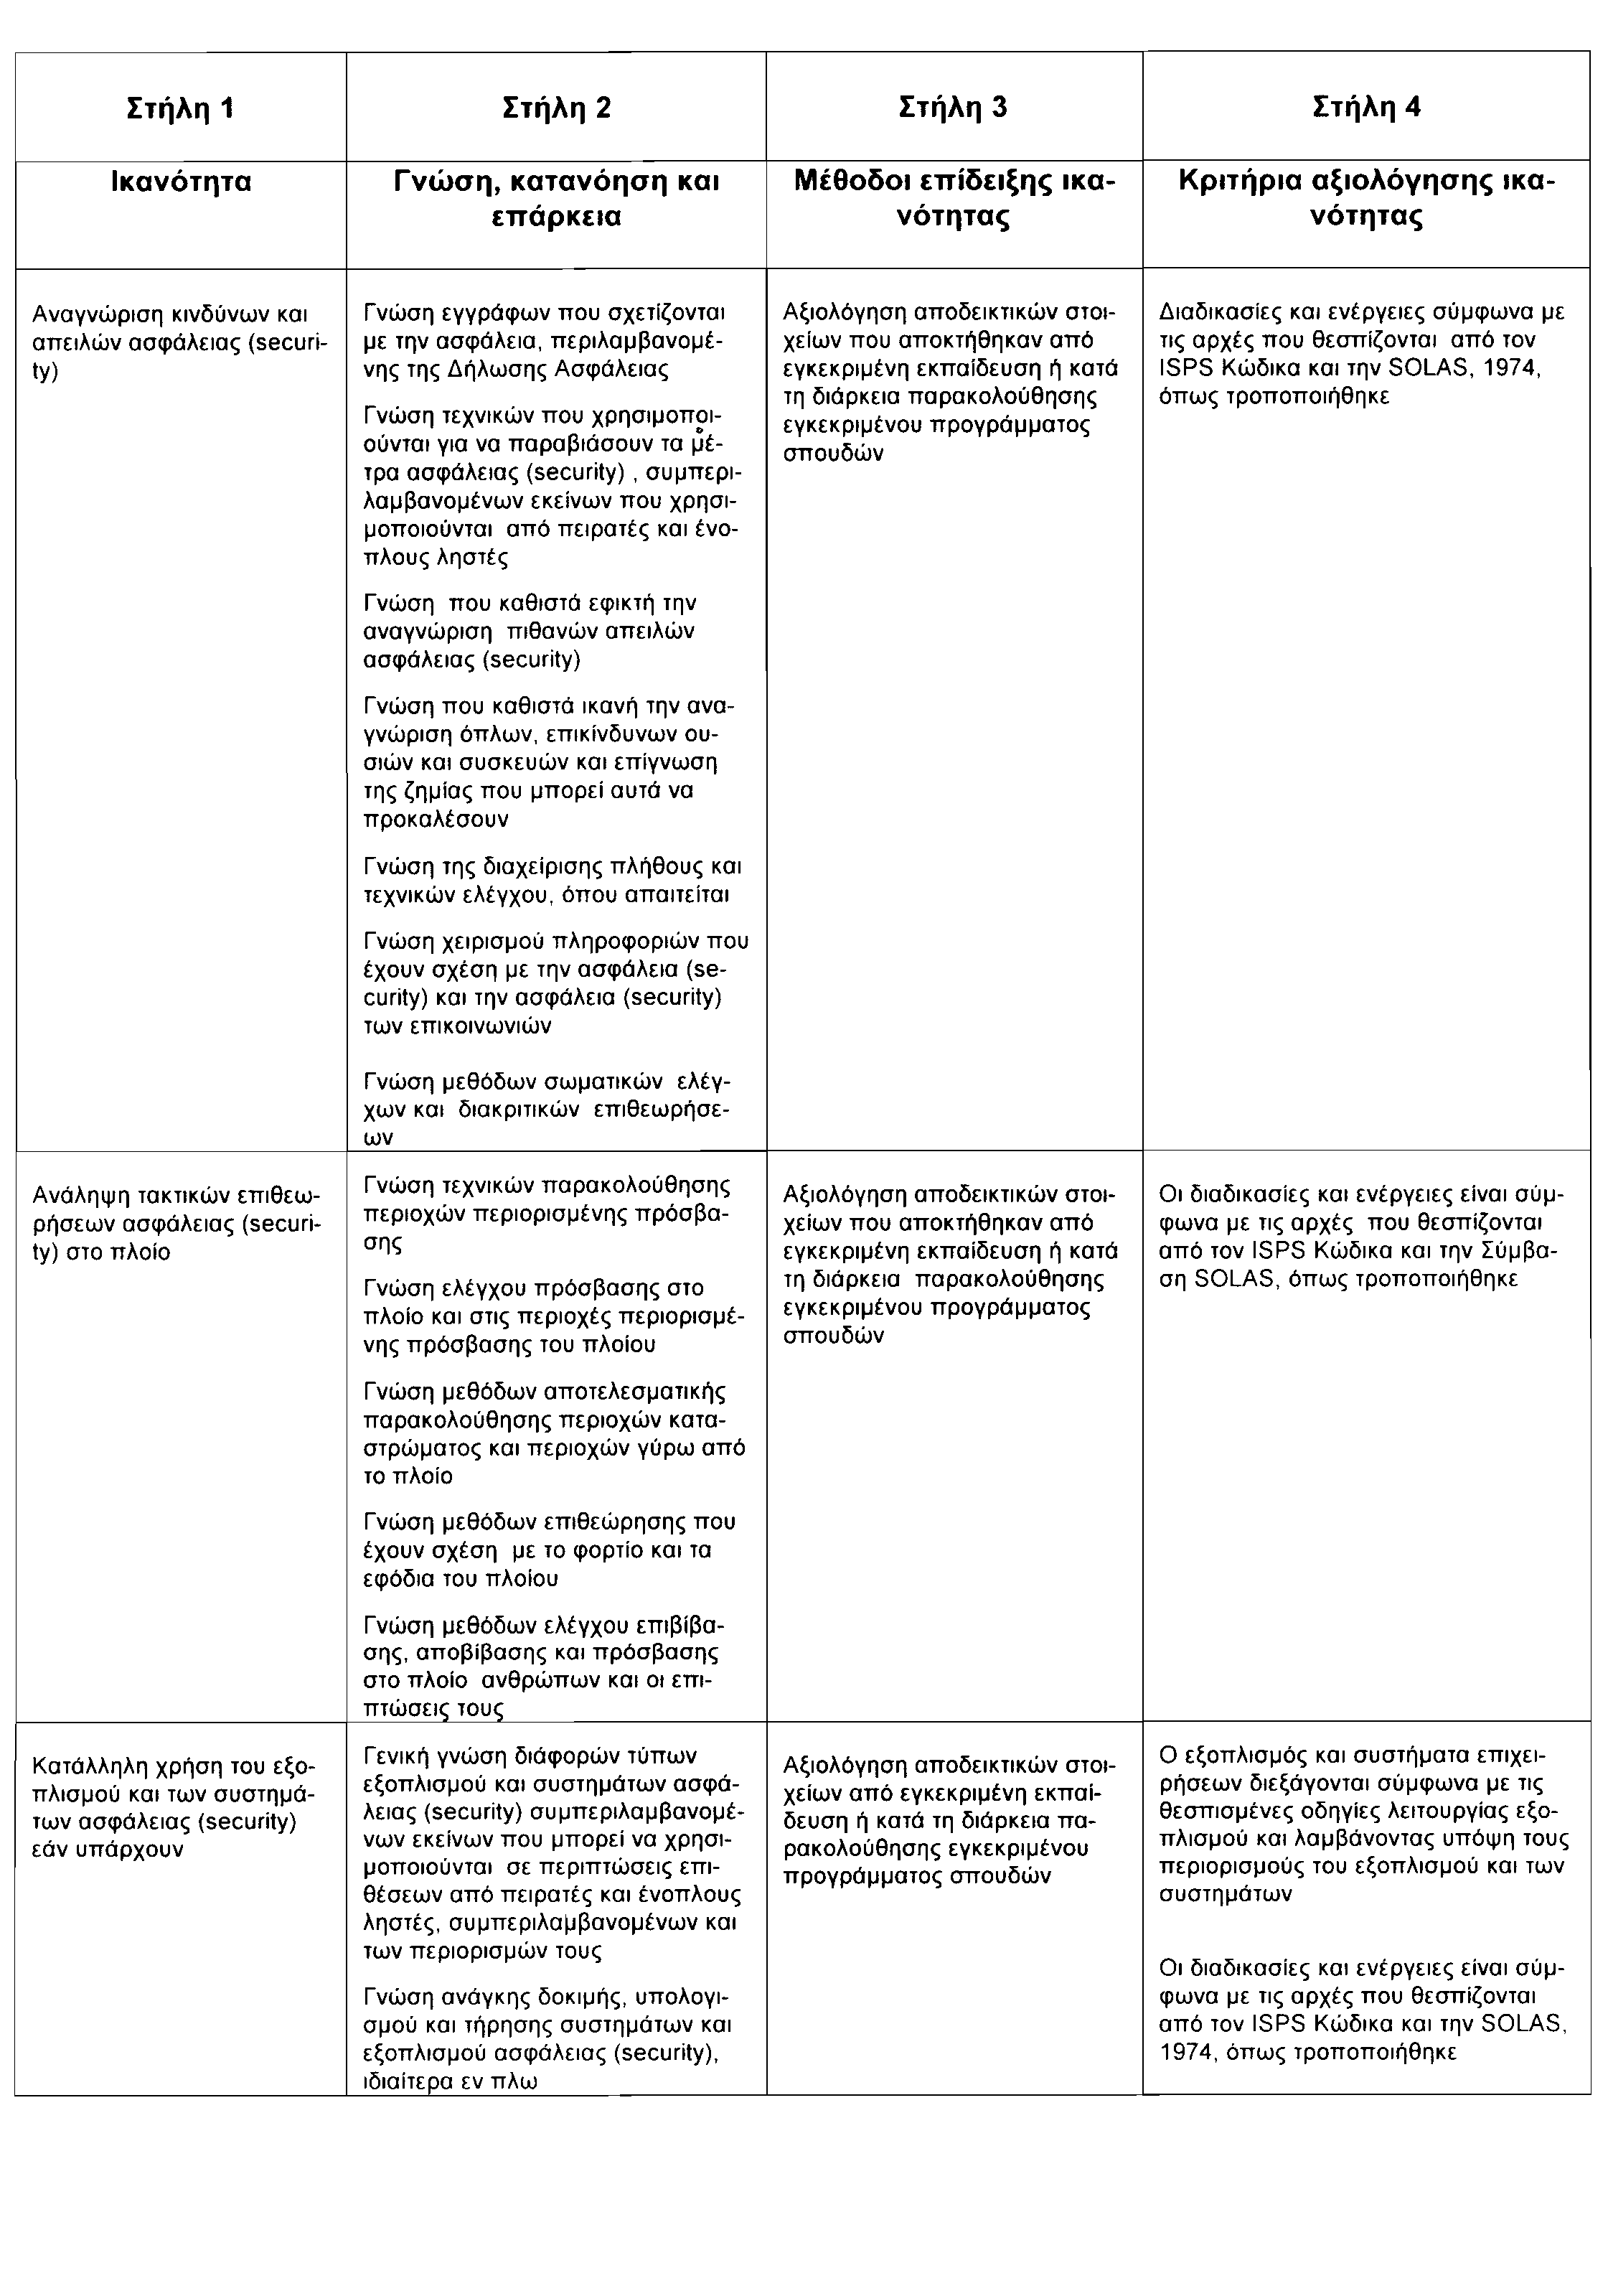 Στήλη 1
Στήλη 2
Στήλη 3
Στήλη 4
Ικανότητα
Γνώση, κατανόηση και
επάρκεια
Μέθοδοι επίδειξης ικα-
νότητας
Κριτήρια αξιολόγησης ικα-
νότητας
Αναγνώριση κινδύνων και
απειλών ασφάλειας (securi-
ty)
Γνώση εγγράφων που σχετίζονται
με την ασφάλεια, περιλαμβανομέ-
νης της Δήλωσης Ασφάλειας
Γνώση τεχνικών που χρησιμοποι-
ούνται για να παραβιάσουν τα μέ-
τρα ασφάλειας (security) , συμπερι-
λαμβανομένων εκείνων που χρησι-
μοποιούνται από πειρατές και ένο-
πλους ληστές
Γνώση που καθιστά εφικτή την
αναγνώριση πιθανών απειλών
ασφάλειας (security)
Γνώση που καθιστά ικανή την ανα-
γνώριση όπλων, επικίνδυνων ου-
σιών και συσκευών και επίγνωση
της ζημίας που μπορεί αυτά να
προκαλέσουν
Γνώση της διαχείρισης πλήθους και
τεχνικών ελέγχου, όπου απαιτείται
Γνώση χειρισμού πληροφοριών που
έχουν σχέση με την ασφάλεια (se-
curity) και την ασφάλεια (security)
των επικοινωνιών
Γνώση μεθόδων σωματικών ελέγ-
χων και διακριτικών επιθεωρήσε-
ων
Αξιολόγηση αποδεικτικών στοι-
χείων που αποκτήθηκαν από
εγκεκριμένη εκπαίδευση ή κατά
τη διάρκεια παρακολούθησης
εγκεκριμένου προγράμματος
σπουδών
Διαδικασίες και ενέργειες σύμφωνα με
τις αρχές που θεσπίζονται από τον
ISPS Κώδικα και την SOLAS, 1974,
όπως τροποποιήθηκε
Ανάληψη τακτικών επιθεω-
ρήσεων ασφάλειας (securi-
ty) στο πλοίο
Γνώση τεχνικών παρακολούθησης
περιοχών περιορισμένης πρόσβα-
σης
Γνώση ελέγχου πρόσβασης στο
πλοίο και στις περιοχές περιορισμέ-
νης πρόσβασης του πλοίου
Γνώση μεθόδων αποτελεσματικής
παρακολούθησης περιοχών κατα-
στρώματος και περιοχών γύρω από
το πλοίο
Γνώση μεθόδων επιθεώρησης που
έχουν σχέση με το φορτίο και τα
εφόδια του πλοίου
Γνώση μεθόδων ελέγχου επιβίβα-
σης, αποβίβασης και πρόσβασης
στο πλοίο ανθρώπων και οι επι-
πτώσεις τους
Αξιολόγηση αποδεικτικών στοι-
χείων που αποκτήθηκαν από
εγκεκριμένη εκπαίδευση ή κατά
τη διάρκεια παρακολούθησης
εγκεκριμένου προγράμματος
σπουδών
Οι διαδικασίες και ενέργειες είναι σύμ-
φωνα με τις αρχές που θεσπίζονται
από τον ISPS Κώδικα και την Σύμβα-
ση SOLAS, όπως τροποποιήθηκε
Κατάλληλη χρήση του εξο-
πλισμού και των συστημά-
των ασφάλειας (security)
εάν υπάρχουν
Γενική γνώση διάφορών τύπων
εξοπλισμού και συστημάτων ασφά-
λειας (security) συμπεριλαμβανομέ-
νων εκείνων που μπορεί να χρησι-
μοποιούνται σε περιπτώσεις επι-
θέσεων από πειρατές και ένοπλους
ληστές, συμπεριλαμβανομένων και
των περιορισμών τους
Γνώση ανάγκης δοκιμής, υπολογι-
σμού και τήρησης συστημάτων και
εξοπλισμού ασφάλειας (security),
ιδιαίτερα εν πλω
Αξιολόγηση αποδεικτικών στοι-
χείων από εγκεκριμένη εκπαί-
δευση ή κατά τη διάρκεια πα-
ρακολούθησης εγκεκριμένου
προγράμματος σπουδών
Ο εξοπλισμός και συστήματα επιχει-
ρήσεων διεξάγονται σύμφωνα με τις
θεσπισμένες οδηγίες λειτουργίας εξο-
πλισμού και λαμβάνοντας υπόψη τους
περιορισμούς του εξοπλισμού και των
συστημάτων
Οι διαδικασίες και ενέργειες είναι σύμ-
φωνα με τις αρχές που θεσπίζονται
από τον ISPS Κώδικα και την SOLAS,
1974, όπως τροποποιήθηκε